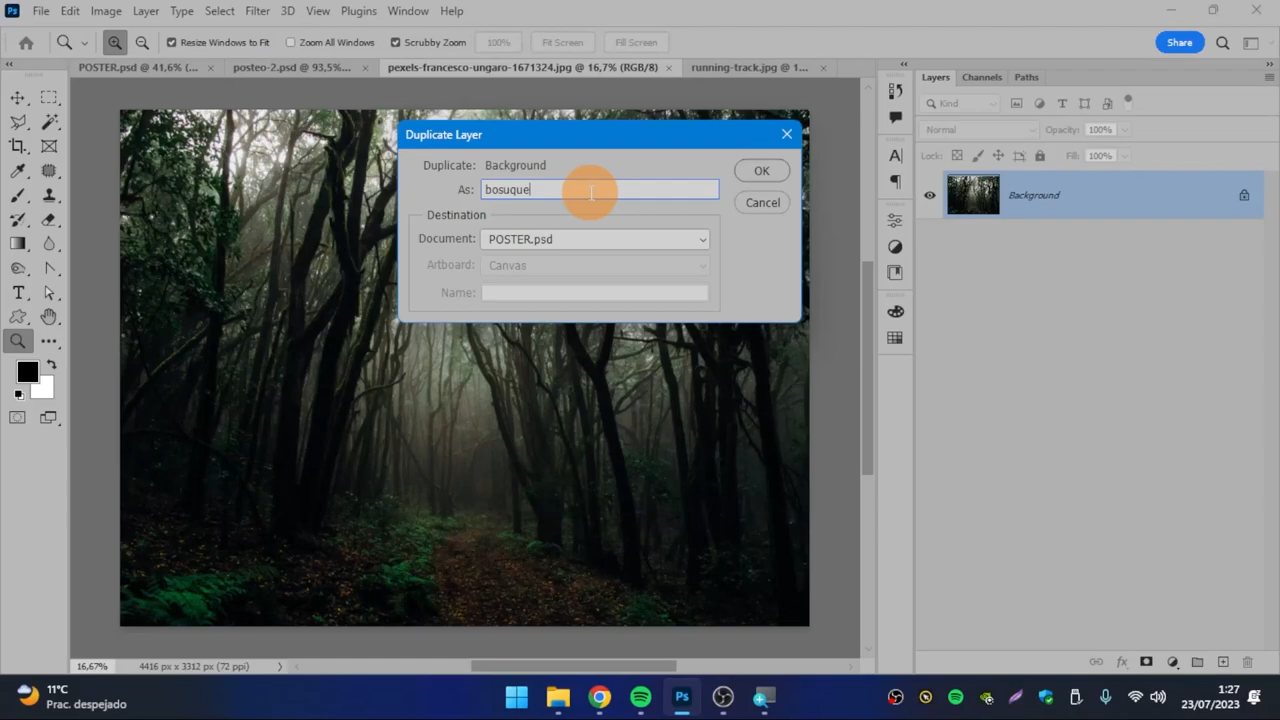 Ps File Edit Image Layer Type Select Filter 3D View Plugins Window Help
Resize Windows to Fit Zoom All Windows Scrubby Zoom 100% Fit Screen Fill Screen Share
POSTER.psd @ 41,6% (... × posteo-2.psd @ 93,5%... × pexels-francesco-ungaro-1671324.jpg @ 16,7% (RGB/8) × running-track.jpg @ 1... ×
Layers Channels Paths
Kind
Normal Opacity: 100%
Lock: Fill: 100%
Background
Duplicate Layer
Duplicate: Background
As: bosuque
OK
Cancel
Destination
Document: POSTER.psd
Artboard: Canvas
Name:
16,67% 4416 px x 3312 px (72 ppi)
11°C
Prac. despejado
1:27
23/07/2023